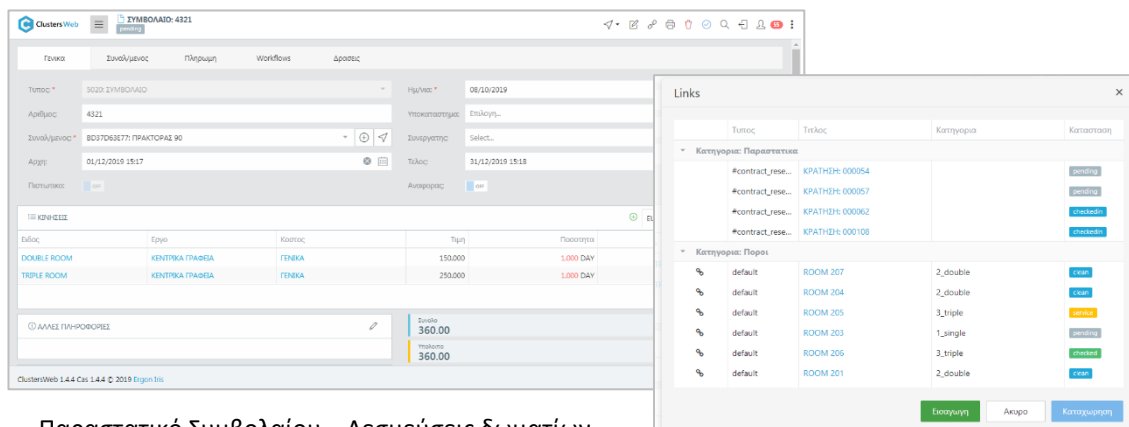 ClustersWeb
ΣΥΜΒΟΛΑΙΟ: 4321
pending
55
Γενικα Συναλ/μενος Πληρωμη Workflows Δρασεις
Τυπος: * 5020: ΣΥΜΒΟΛΑΙΟ Ημ/νια: * 08/10/2019
Αριθμος: 4321 Υποκαταστημα: Επιλογη...
Συναλ/μενος: * BD37D63E77: ΠΡΑΚΤΟΡΑΣ 90 Συνεργατης: Select...
Αρχη: 01/12/2019 15:17 Τελος: 31/12/2019 15:18
Πιστωτικο: OFF Αναφορας: OFF
ΚΙΝΗΣΕΙΣ
Ειδος Εργο Κοστος Τιμη Ποσοτητα
DOUBLE ROOM ΚΕΝΤΡΙΚΑ ΓΡΑΦΕΙΑ ΓΕΝΙΚΑ 150.000 1.000 DAY
TRIPLE ROOM ΚΕΝΤΡΙΚΑ ΓΡΑΦΕΙΑ ΓΕΝΙΚΑ 250.000 1.000 DAY
ΑΛΛΕΣ ΠΛΗΡΟΦΟΡΙΕΣ
Συνολο
360.00
Υπολοιπο
360.00
ClustersWeb 1.4.4 Cas 1.4.4 © 2019 Ergon Iris
Links ×
Τυπος Τιτλος Κατηγορια Κατασταση
Κατηγορια: Παραστατικα
#contract_rese... ΚΡΑΤΗΣΗ: 000054 pending
#contract_rese... ΚΡΑΤΗΣΗ: 000057 pending
#contract_rese... ΚΡΑΤΗΣΗ: 000062 checkedin
#contract_rese... ΚΡΑΤΗΣΗ: 000108 checkedin
Κατηγορια: Ποροι
default ROOM 207 2_double clean
default ROOM 204 2_double clean
default ROOM 205 3_triple service
default ROOM 203 1_single pending
default ROOM 206 3_triple checked
default ROOM 201 2_double clean
Εισαγωγη Ακυρο Καταχωρηση
Παραστατικό Συμβολαίου – Δεσμεύσεις δωματίων